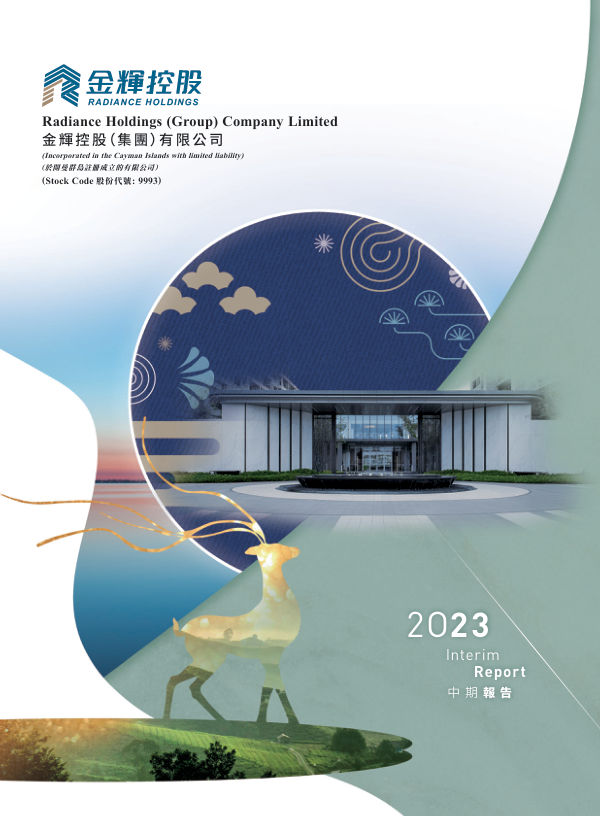 金輝控股
RADIANCE HOLDINGS
Radiance Holdings (Group) Company Limited
金輝控股(集團)有限公司
(Incorporated in the Cayman Islands with limited liability)
(於開曼群島註冊成立的有限公司)
(Stock Code 股份代號: 9993)
2023
Interim
Report
中期報告